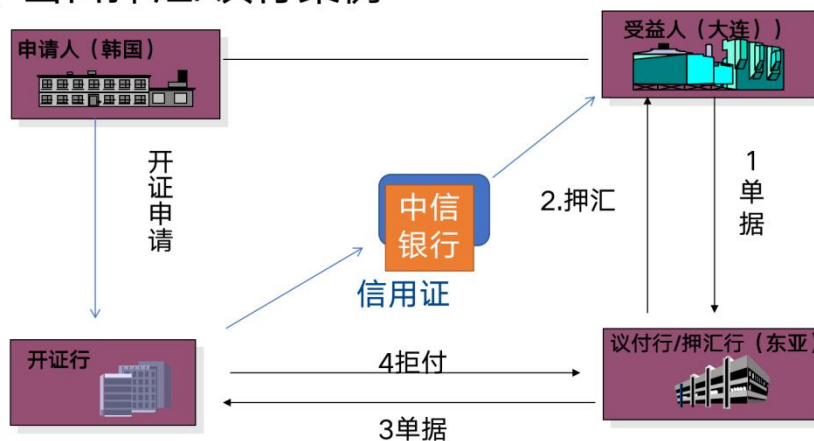 申请人（韩国）
受益人（大连））
开证申请
中信
银行
信用证
2.押汇
1
单据
开证行
议付行/押汇行（东亚）
4拒付
3单据